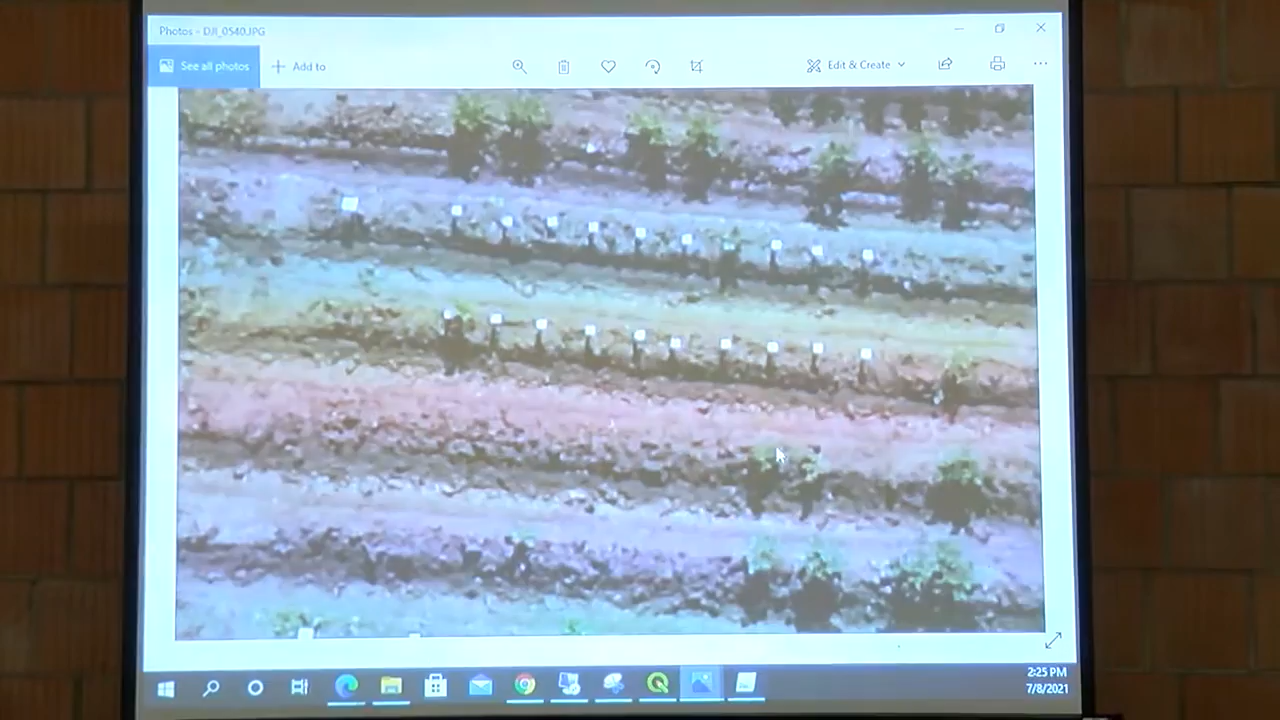 Photos - DJI_0540.JPG
See all photos
Add to
Edit & Create
2:25 PM
7/8/2021